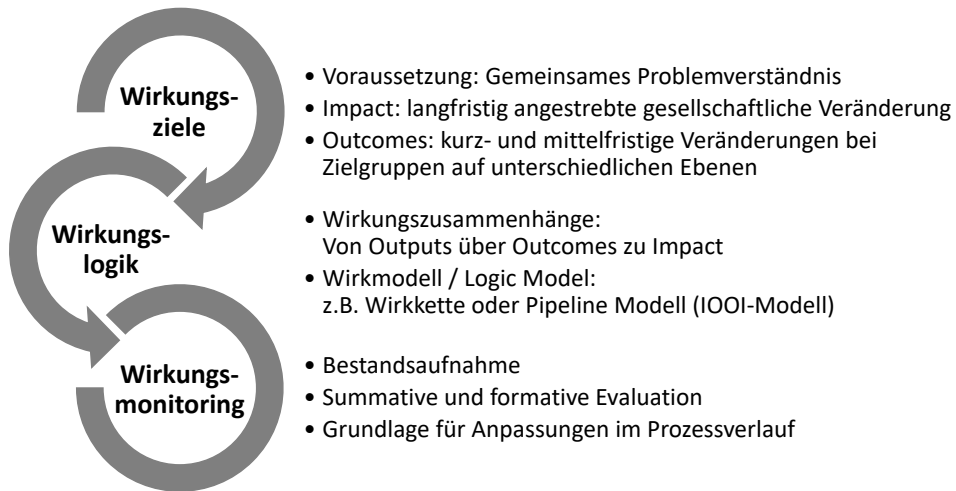 Wirkungs-
ziele
• Voraussetzung: Gemeinsames Problemverständnis
• Impact: langfristig angestrebte gesellschaftliche Veränderung
• Outcomes: kurz- und mittelfristige Veränderungen bei
Zielgruppen auf unterschiedlichen Ebenen
Wirkungs-
logik
• Wirkungszusammenhänge:
Von Outputs über Outcomes zu Impact
• Wirkmodell / Logic Model:
z.B. Wirkkette oder Pipeline Modell (IOOI-Modell)
Wirkungs-
monitoring
• Bestandsaufnahme
• Summative und formative Evaluation
• Grundlage für Anpassungen im Prozessverlauf